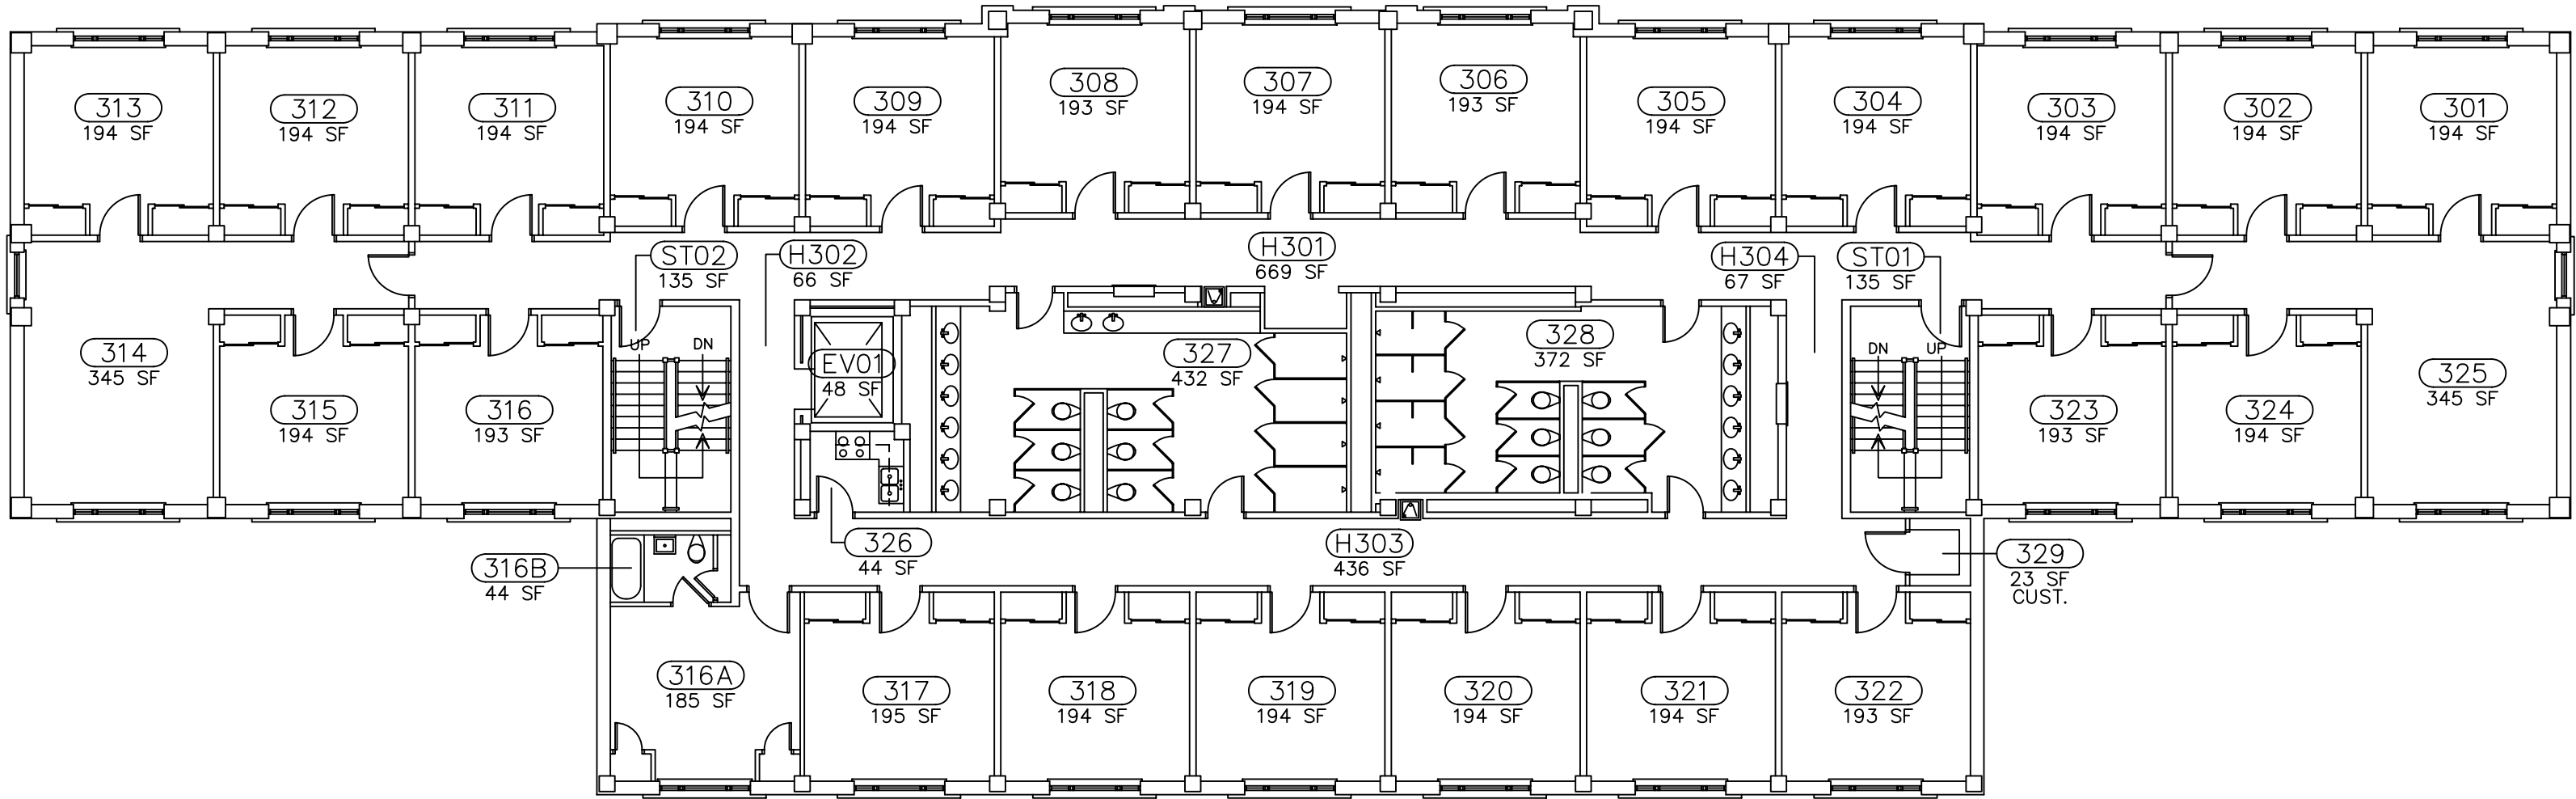 313
194 SF
312
194 SF
311
194 SF
310
194 SF
309
194 SF
308
193 SF
307
194 SF
306
193 SF
305
194 SF
304
194 SF
303
194 SF
302
194 SF
301
194 SF
ST02
135 SF
H302
66 SF
H301
669 SF
H304
67 SF
ST01
135 SF
314
345 SF
315
194 SF
316
193 SF
UP
DN
EV01
48 SF
327
432 SF
328
372 SF
DN
UP
323
193 SF
324
194 SF
325
345 SF
316B
44 SF
326
44 SF
H303
436 SF
329
23 SF
CUST.
316A
185 SF
317
195 SF
318
194 SF
319
194 SF
320
194 SF
321
194 SF
322
193 SF